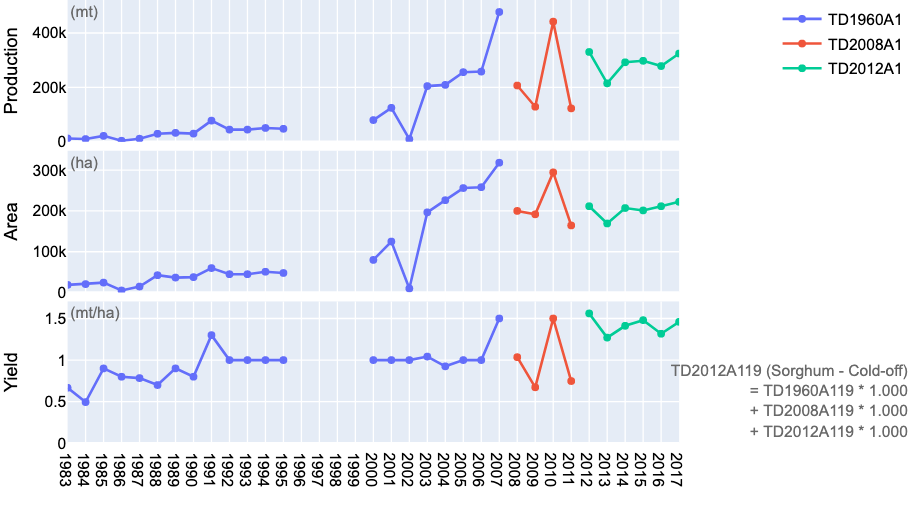 (mt)
Production
400k
200k
0
TD1960A1
TD2008A1
TD2012A1
(ha)
Area
300k
200k
100k
0
(mt/ha)
Yield
1.5
1
0.5
0
TD2012A119 (Sorghum - Cold-off)
= TD1960A119 * 1.000
+ TD2008A119 * 1.000
+ TD2012A119 * 1.000
1983 1984 1985 1986 1987 1988 1989 1990 1991 1992 1993 1994 1995 1996 1997 1998 1999 2000 2001 2002 2003 2004 2005 2006 2007 2008 2009 2010 2011 2012 2013 2014 2015 2016 2017